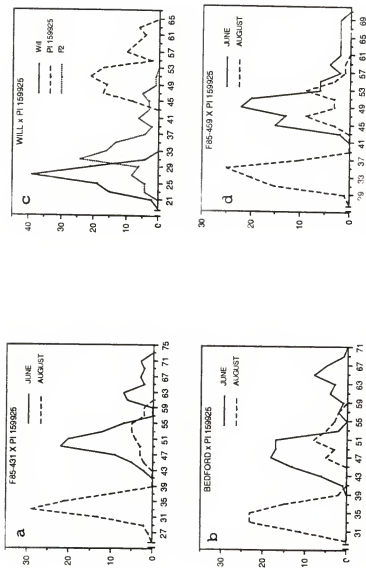 F85-431 X PI 159925
a
JUNE
AUGUST
30
20
10
0
27 31 35 39 43 47 51 55 59 63 67 71 75
WILL x PI 159925
c
Will
PI 159925
F2
40
30
20
10
0
21 25 29 33 37 41 45 49 53 57 61 65
BEDFORD x PI 159925
b
JUNE
AUGUST
30
20
10
0
31 35 39 43 47 51 55 59 63 67 71
F85-459 X PI 159925
d
JUNE
AUGUST
30
20
10
0
29 33 37 41 45 49 53 57 61 65 69